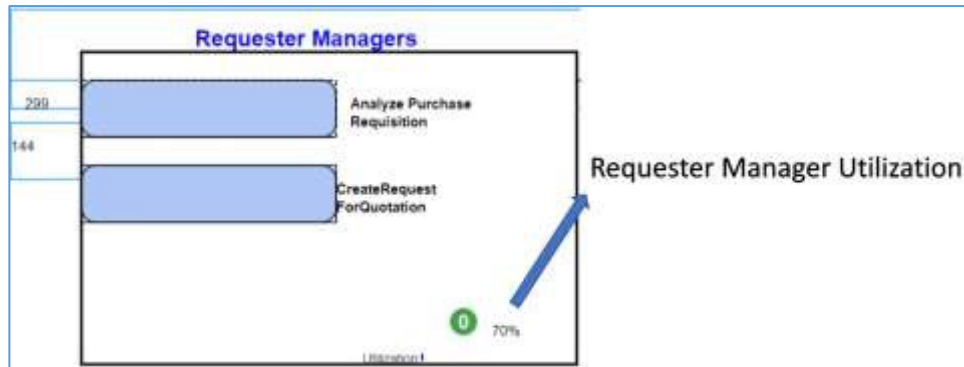 Requester Managers
299
Analyze Purchase
Requisition
144
Requester Manager Utilization
CreateRequest
ForQuotation
0
70%
Utilization!